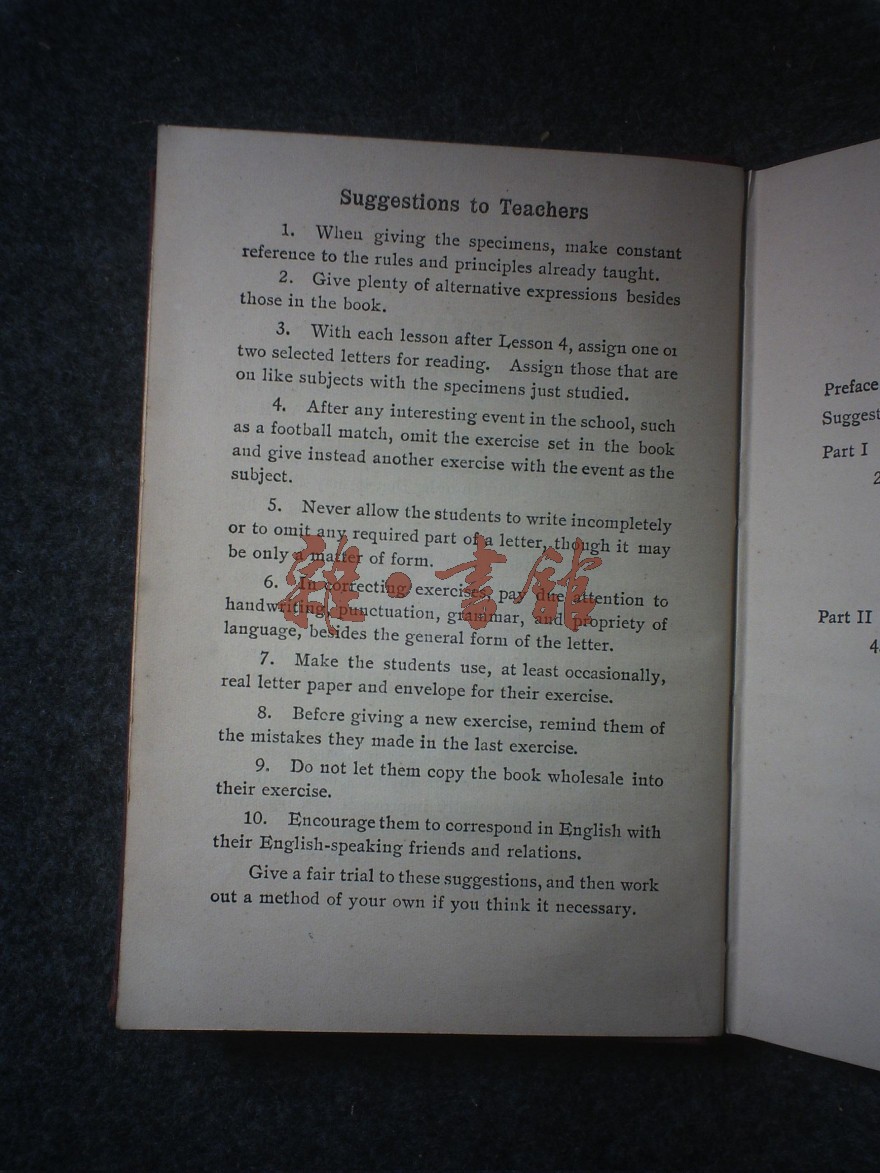 Suggestions to Teachers
1. When giving the specimens, make constant
reference to the rules and principles already taught.
2. Give plenty of alternative expressions besides
those in the book.
3. With each lesson after Lesson 4, assign one or
two selected letters for reading. Assign those that are
on like subjects with the specimens just studied.
4. After any interesting event in the school, such
as a football match, omit the exercise set in the book
and give instead another exercise with the event as the
subject.
5. Never allow the students to write incompletely
or to omit any required part of a letter, though it may
be only a matter of form.
6. In correcting exercises, pay due attention to
handwriting, punctuation, grammar, and propriety of
language, besides the general form of the letter.
7. Make the students use, at least occasionally,
real letter paper and envelope for their exercise.
8. Before giving a new exercise, remind them of
the mistakes they made in the last exercise.
9. Do not let them copy the book wholesale into
their exercise.
10. Encourage them to correspond in English with
their English-speaking friends and relations.
Give a fair trial to these suggestions, and then work
out a method of your own if you think it necessary.
雜·書館
Preface
Suggest
Part I
2
Part II
4